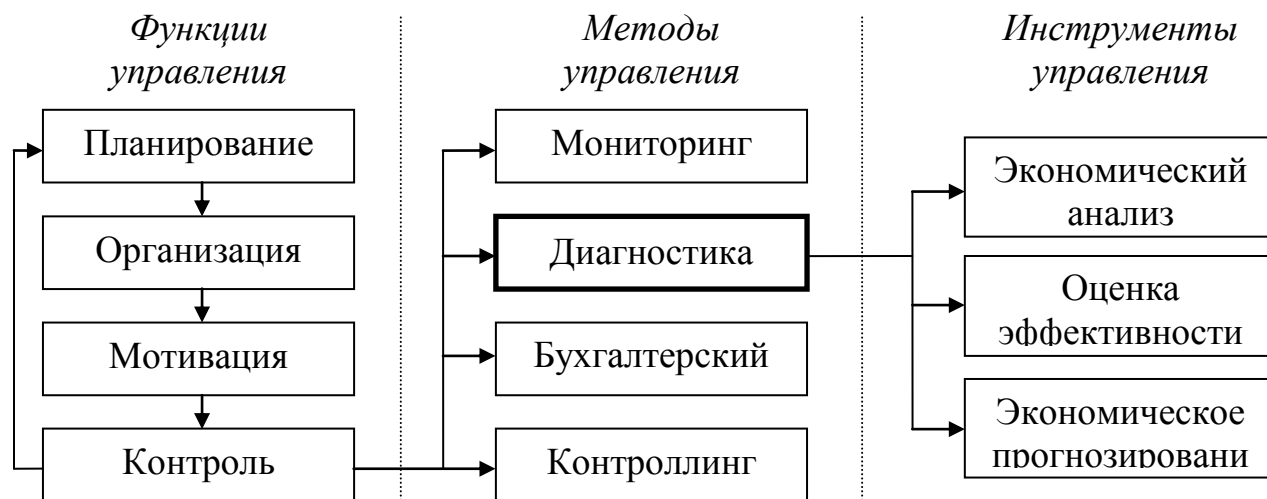 Функции
управления
Методы
управления
Инструменты
управления
Планирование
Организация
Мотивация
Контроль
Мониторинг
Диагностика
Бухгалтерский
Контроллинг
Экономический
анализ
Оценка
эффективности
Экономическое
прогнозировани